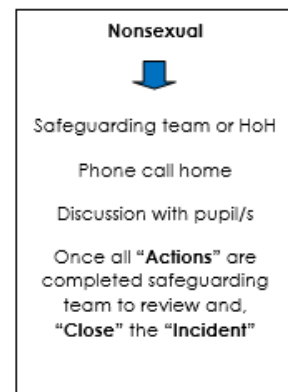 Nonsexual
Safeguarding team or HoH
Phone call home
Discussion with pupil/s
Once all “Actions” are
completed safeguarding
team to review and,
“Close” the “Incident”